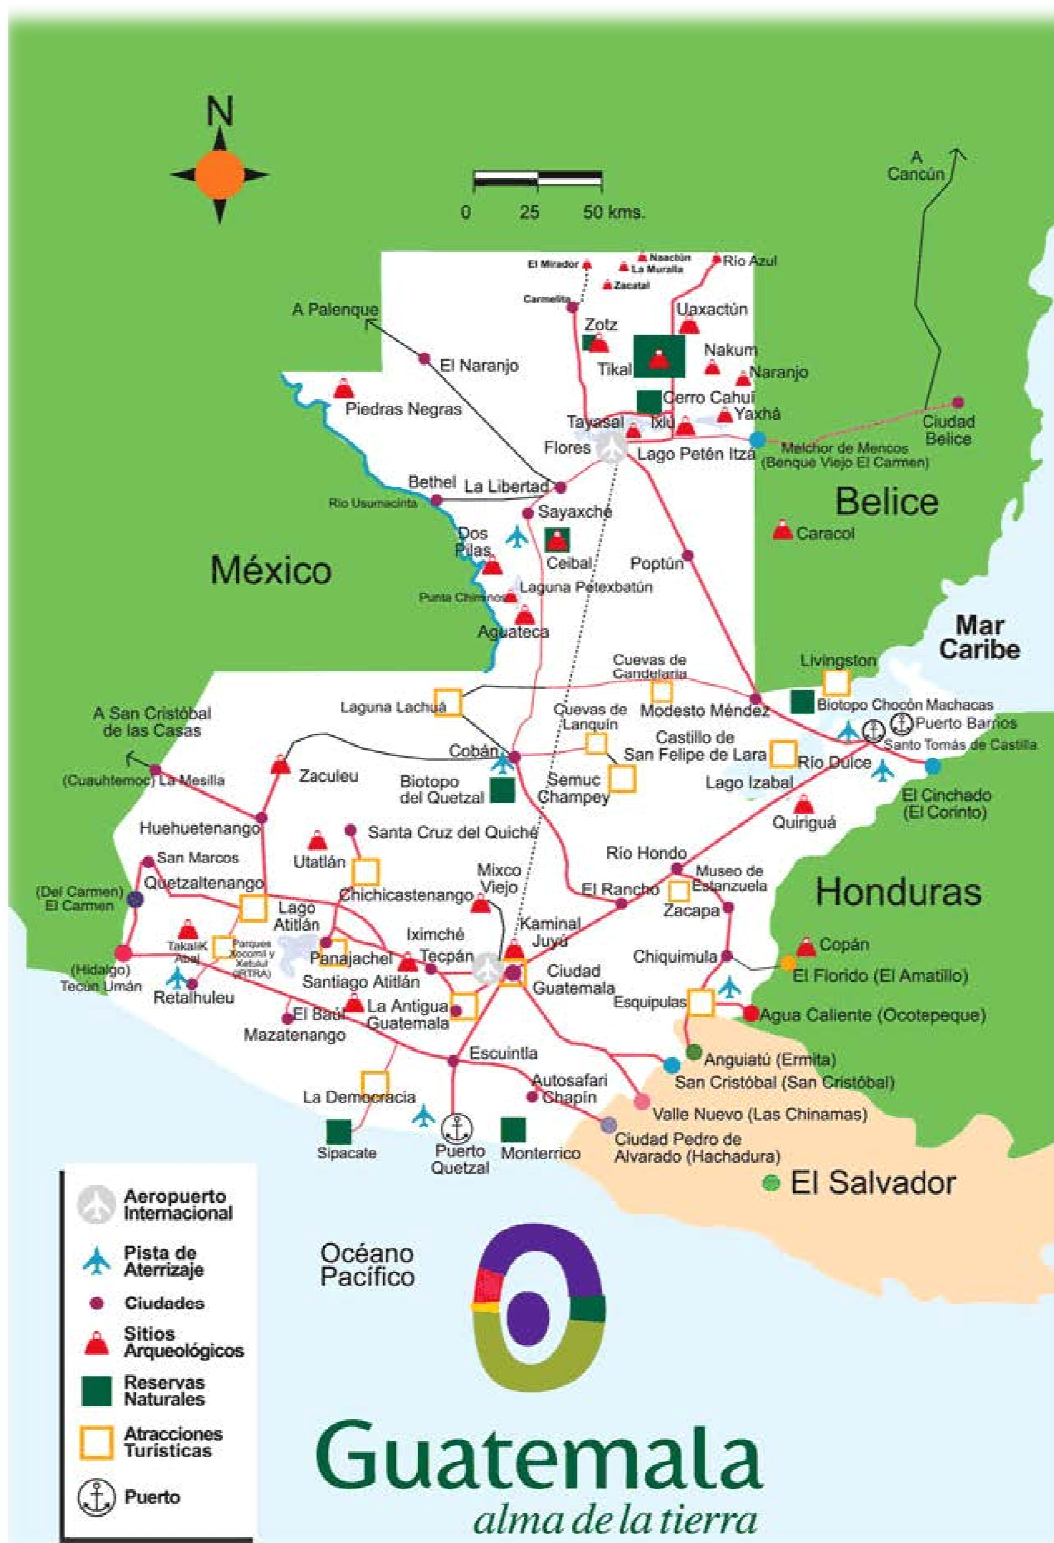 N
0 25 50 kms.
A
Cancún
El Mirador
Naactún
La Muralla
Río Azul
Zacatal
Carmelita
A Palenque
Uaxactún
Zotz
El Naranjo
Tikal
Nakum
Naranjo
Piedras Negras
Cerro Cahuí
Tayasal
Ixlú
Yaxhá
Ciudad
Belice
Flores
Lago Petén Itzá
Melchor de Mencos
(Benque Viejo El Carmen)
Bethel
La Libertad
Río Usumacinta
Belice
Sayaxché
Dos
Pilas
Ceibal
Caracol
México
Poptún
Laguna Petexbatún
Punta Chiminos
Aguateca
Mar
Caribe
Cuevas de
Candelaria
Livingston
Laguna Lachuá
Modesto Méndez
Biotopo Chocón Machacas
A San Cristóbal
de las Casas
Cuevas de
Lanquín
Puerto Barrios
Santo Tomás de Castilla
Castillo de
San Felipe de Lara
Río Dulce
Cobán
(Cuauhtemoc) La Mesilla
Zaculeu
Biotopo
del Quetzal
Semuc
Champey
Lago Izabal
El Cinchado
(El Corinto)
Quiriguá
Huehuetenango
Santa Cruz del Quiché
Utatlán
San Marcos
Quetzaltenango
Chichicastenango
Mixco
Viejo
Río Hondo
Museo de
Estanzuela
El Rancho
Zacapa
Honduras
(Del Carmen)
El Carmen
Lago
Atitlán
Kaminal
Juyú
Iximché
Tecpán
Takalik
Abaj
Parques
Xocomil y
Xetulul
(IRTRA)
Panajachel
Santiago Atitlán
Chiquimula
Copán
(Hidalgo)
Tecún Umán
Ciudad
Guatemala
El Florido (El Amatillo)
Retalhuleu
Esquipulas
El Baúl
La Antigua
Guatemala
Agua Caliente (Ocotepeque)
Mazatenango
Escuintla
Anguiatú (Ermita)
San Cristóbal (San Cristóbal)
Autosafari
Chapín
La Democracia
Valle Nuevo (Las Chinamas)
Sipacate
Puerto
Quetzal
Monterrico
Ciudad Pedro de
Alvarado (Hachadura)
El Salvador
Océano
Pacífico
Aeropuerto
Internacional
Pista de
Aterrizaje
Ciudades
Sitios
Arqueológicos
Reservas
Naturales
Atracciones
Turísticas
Puerto
Guatemala
alma de la tierra